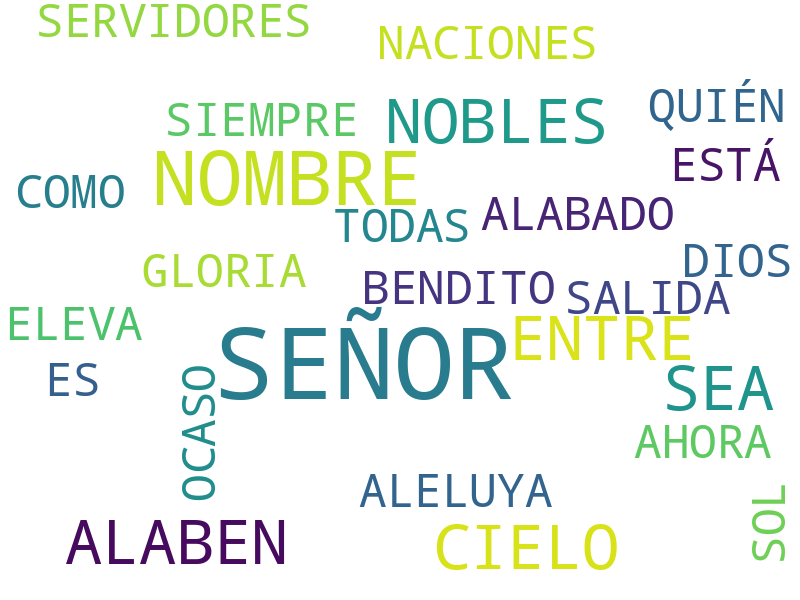 SERVIDORES
NACIONES
QUIÉN
SIEMPRE
NOBLES
ESTÁ
COMO
NOMBRE
TODAS
ALABADO
DIOS
GLORIA
BENDITO
SALIDA
ELEVA
SEÑOR
ENTRE
ES
OCASO
SEA
AHORA
ALELUYA
SOL
ALABEN
CIELO